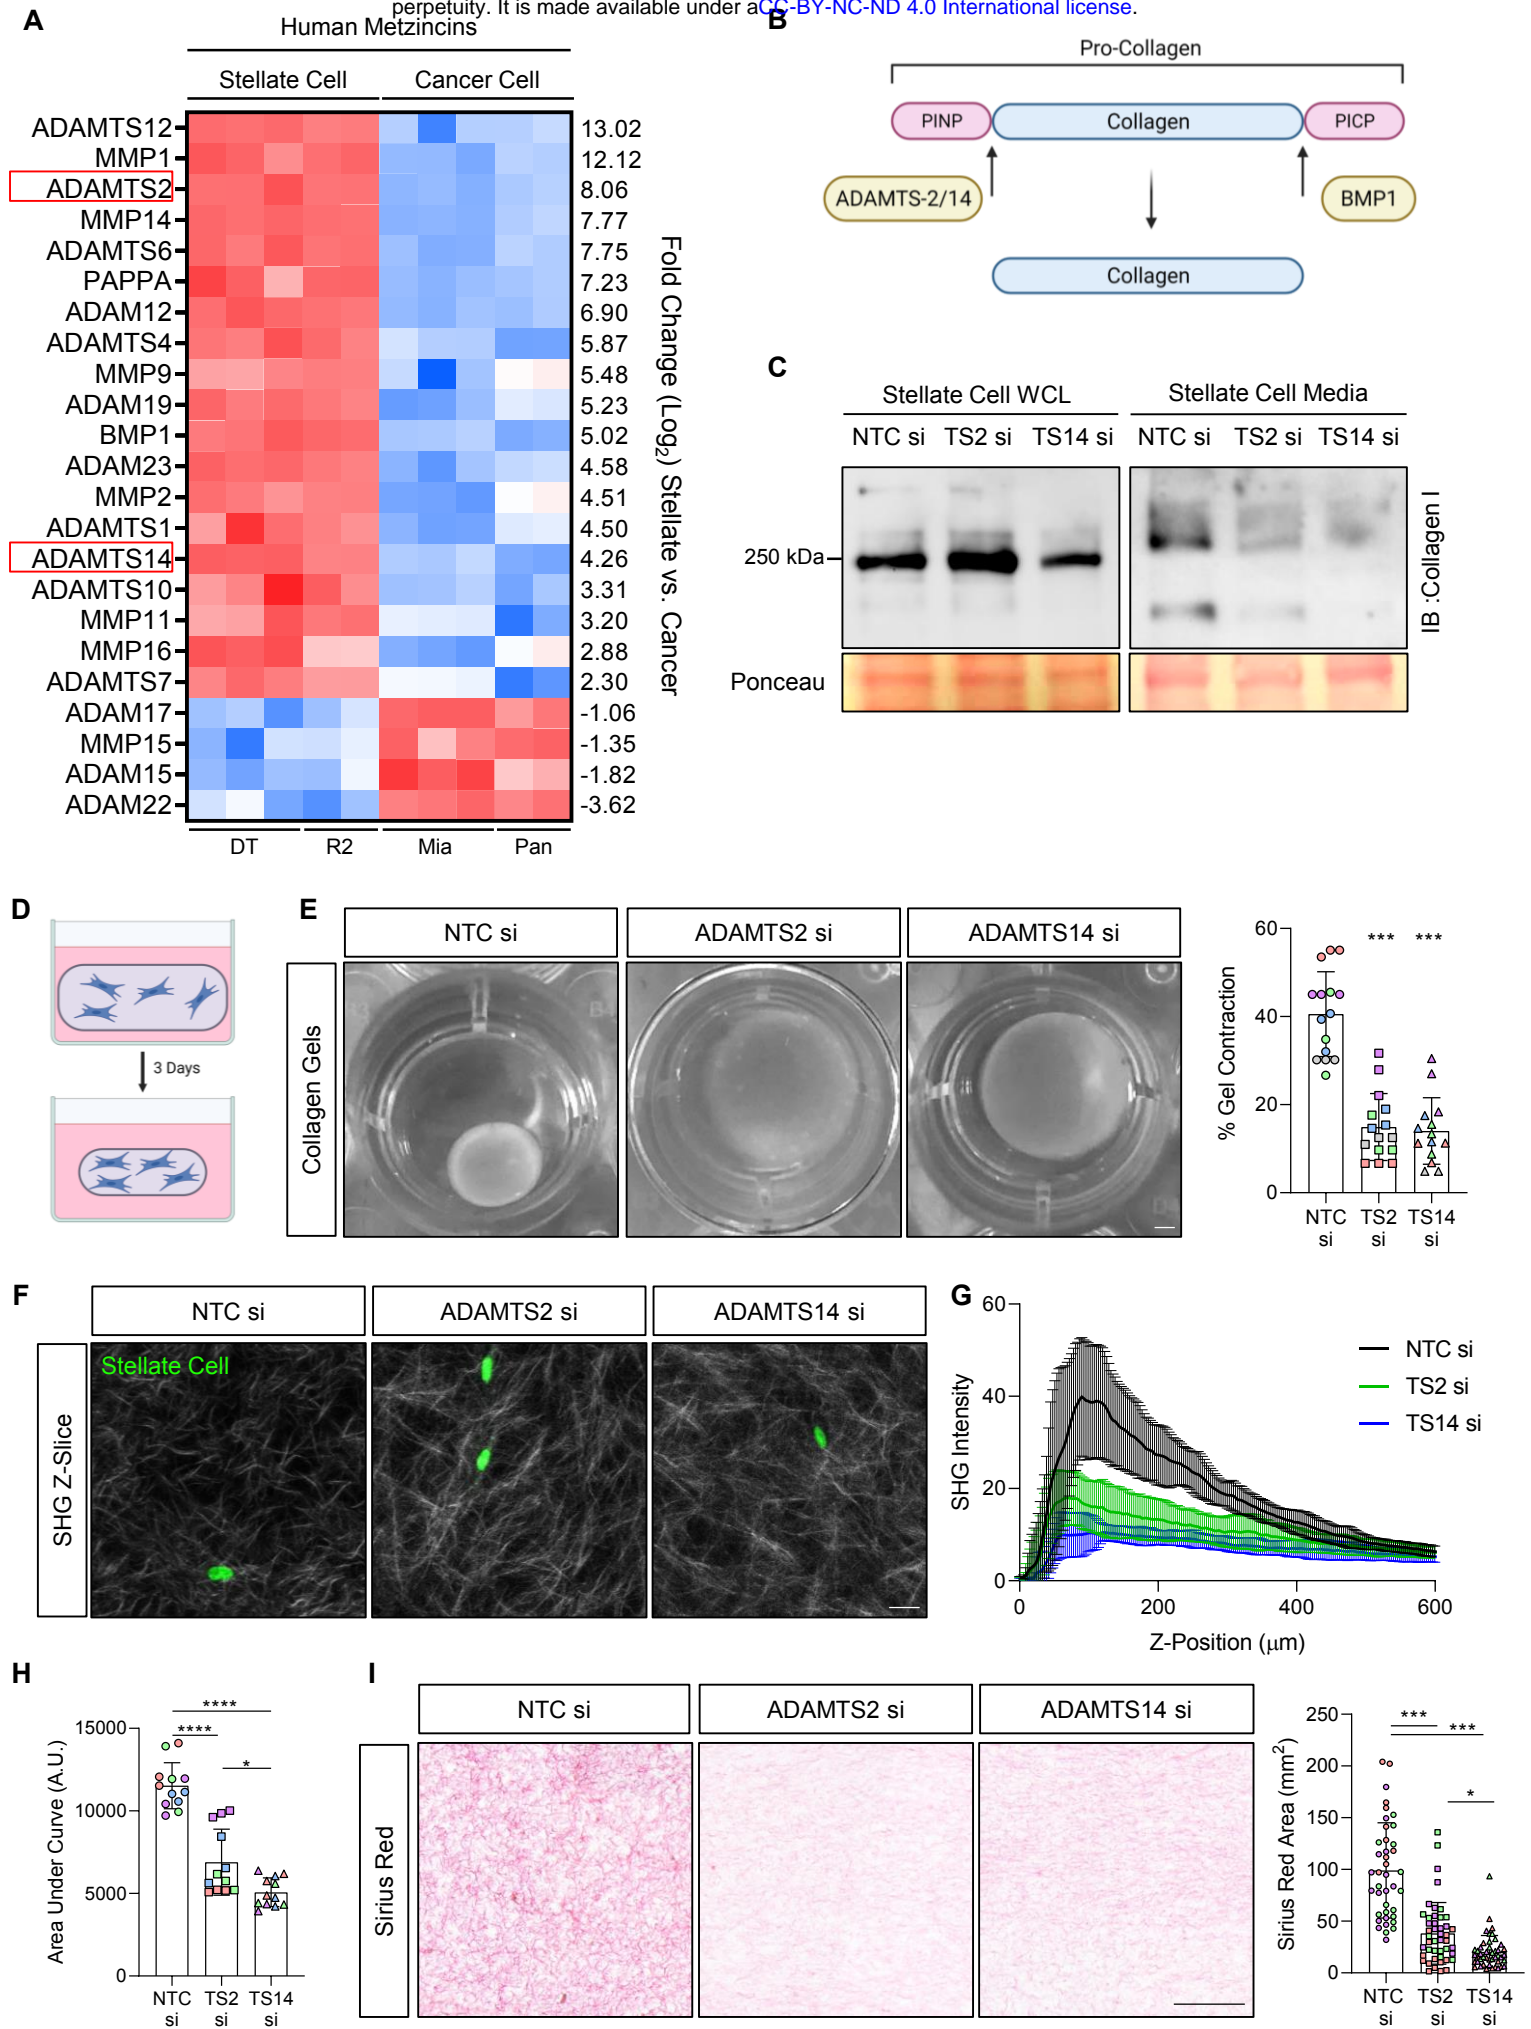 perpetuity. It is made available under aCC-BY-NC-ND 4.0 International license.
A
Human Metzincins
Stellate Cell
Cancer Cell
ADAMTS12 13.02
MMP1 12.12
ADAMTS2 8.06
MMP14 7.77
ADAMTS6 7.75
PAPPA 7.23
ADAM12 6.90
ADAMTS4 5.87
MMP9 5.48
ADAM19 5.23
BMP1 5.02
ADAM23 4.58
MMP2 4.51
ADAMTS1 4.50
ADAMTS14 4.26
ADAMTS10 3.31
MMP11 3.20
MMP16 2.88
ADAMTS7 2.30
ADAM17 -1.06
MMP15 -1.35
ADAM15 -1.82
ADAM22 -3.62
DT R2 Mia Pan
Fold Change (Log2) Stellate vs. Cancer
B
Pro-Collagen
PINP Collagen PICP
ADAMTS-2/14
BMP1
Collagen
C
Stellate Cell WCL
Stellate Cell Media
NTC si TS2 si TS14 si
NTC si TS2 si TS14 si
250 kDa
IB :Collagen I
Ponceau
D
3 Days
E
NTC si
ADAMTS2 si
ADAMTS14 si
Collagen Gels
% Gel Contraction
60
40
20
0
*** ***
NTC si
TS2 si
TS14 si
F
NTC si
ADAMTS2 si
ADAMTS14 si
SHG Z-Slice
Stellate Cell
G
SHG Intensity
60
40
20
0
0 200 400 600
Z-Position (μm)
NTC si
TS2 si
TS14 si
H
Area Under Curve (A.U.)
15000
10000
5000
0
****
****
*
NTC si
TS2 si
TS14 si
I
NTC si
ADAMTS2 si
ADAMTS14 si
Sirius Red
Sirius Red Area (mm2)
250
200
150
100
50
0
***
***
*
NTC si
TS2 si
TS14 si